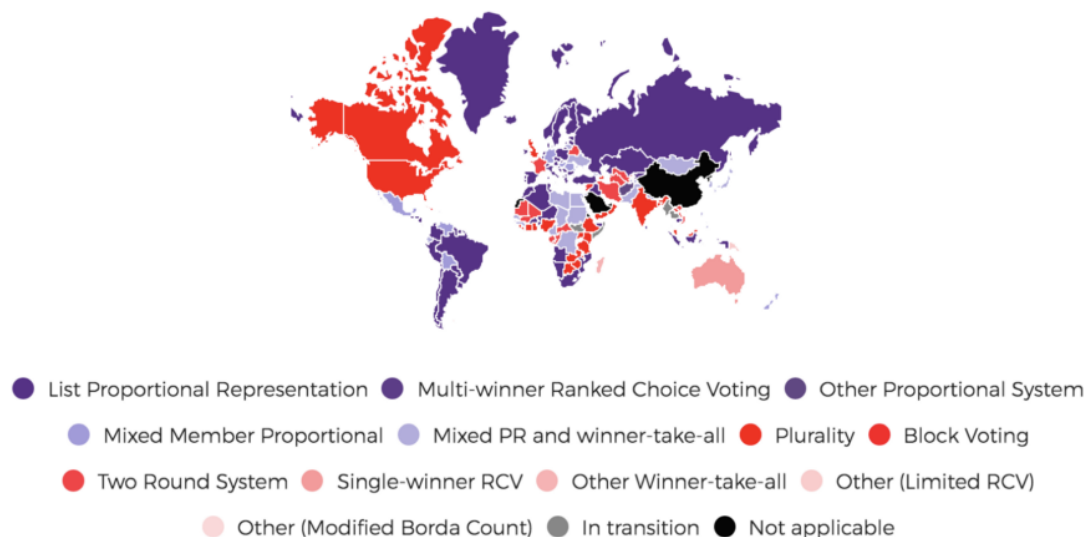 List Proportional Representation Multi-winner Ranked Choice Voting Other Proportional System
Mixed Member Proportional Mixed PR and winner-take-all Plurality Block Voting
Two Round System Single-winner RCV Other Winner-take-all Other (Limited RCV)
Other (Modified Borda Count) In transition Not applicable